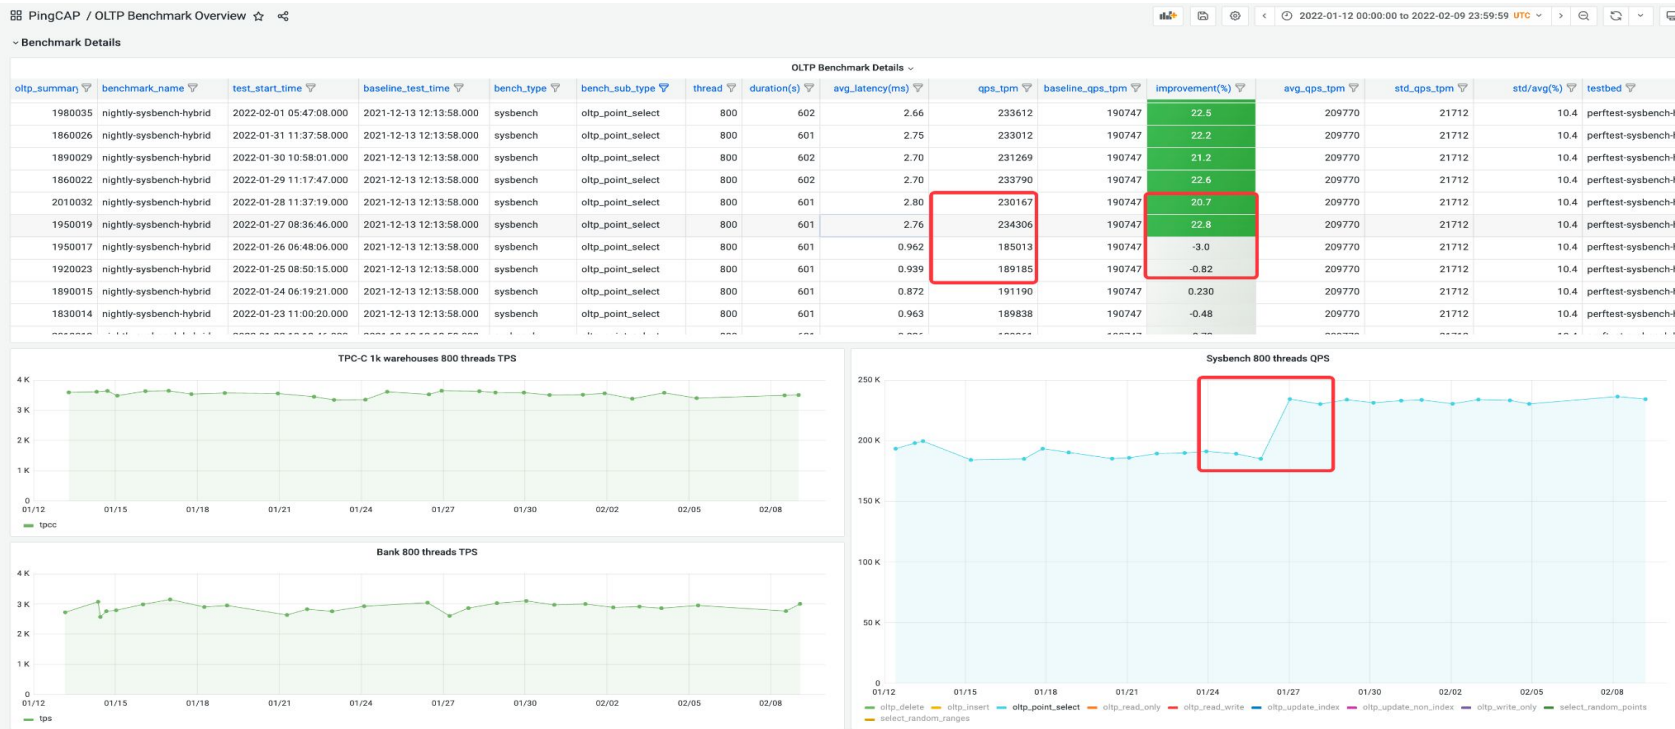 PingCAP / OLTP Benchmark Overview
2022-01-12 00:00:00 to 2022-02-09 23:59:59 UTC
Benchmark Details
OLTP Benchmark Details
oltp_summary benchmark_name test_start_time baseline_test_time bench_type bench_sub_type thread duration(s) avg_latency(ms) qps_tpm baseline_qps_tpm improvement(%) avg_qps_tpm std_qps_tpm std/avg(%) testbed
1980035 nightly-sysbench-hybrid 2022-02-01 05:47:08.000 2021-12-13 12:13:58.000 sysbench oltp_point_select 800 602 2.66 233612 190747 22.5 209770 21712 10.4 perftest-sysbench-h
1860026 nightly-sysbench-hybrid 2022-01-31 11:37:58.000 2021-12-13 12:13:58.000 sysbench oltp_point_select 800 601 2.75 233012 190747 22.2 209770 21712 10.4 perftest-sysbench-h
1890029 nightly-sysbench-hybrid 2022-01-30 10:58:01.000 2021-12-13 12:13:58.000 sysbench oltp_point_select 800 602 2.70 231269 190747 21.2 209770 21712 10.4 perftest-sysbench-h
1860022 nightly-sysbench-hybrid 2022-01-29 11:17:47.000 2021-12-13 12:13:58.000 sysbench oltp_point_select 800 602 2.70 233790 190747 22.6 209770 21712 10.4 perftest-sysbench-h
2010032 nightly-sysbench-hybrid 2022-01-28 11:37:19.000 2021-12-13 12:13:58.000 sysbench oltp_point_select 800 601 2.80 230167 190747 20.7 209770 21712 10.4 perftest-sysbench-h
1950019 nightly-sysbench-hybrid 2022-01-27 08:36:46.000 2021-12-13 12:13:58.000 sysbench oltp_point_select 800 601 2.76 234306 190747 22.8 209770 21712 10.4 perftest-sysbench-h
1950017 nightly-sysbench-hybrid 2022-01-26 06:48:06.000 2021-12-13 12:13:58.000 sysbench oltp_point_select 800 601 0.962 185013 190747 -3.0 209770 21712 10.4 perftest-sysbench-h
1920023 nightly-sysbench-hybrid 2022-01-25 08:50:15.000 2021-12-13 12:13:58.000 sysbench oltp_point_select 800 601 0.939 189185 190747 -0.82 209770 21712 10.4 perftest-sysbench-h
1890015 nightly-sysbench-hybrid 2022-01-24 06:19:21.000 2021-12-13 12:13:58.000 sysbench oltp_point_select 800 601 0.872 191190 190747 0.230 209770 21712 10.4 perftest-sysbench-h
1830014 nightly-sysbench-hybrid 2022-01-23 11:00:20.000 2021-12-13 12:13:58.000 sysbench oltp_point_select 800 601 0.963 189838 190747 -0.48 209770 21712 10.4 perftest-sysbench-h
TPC-C 1k warehouses 800 threads TPS
4 K
3 K
2 K
1 K
0
01/12 01/15 01/18 01/21 01/24 01/27 01/30 02/02 02/05 02/08
tpcc
Bank 800 threads TPS
4 K
3 K
2 K
1 K
0
01/12 01/15 01/18 01/21 01/24 01/27 01/30 02/02 02/05 02/08
tps
Sysbench 800 threads QPS
250 K
200 K
150 K
100 K
50 K
0
01/12 01/15 01/18 01/21 01/24 01/27 01/30 02/02 02/05 02/08
oltp_delete oltp_insert oltp_point_select oltp_read_only oltp_read_write oltp_update_index oltp_update_non_index oltp_write_only select_random_points
select_random_ranges